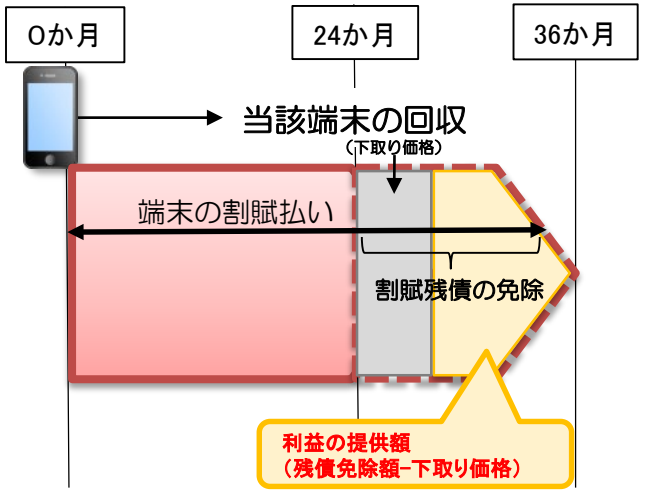 0か月
24か月
36か月
当該端末の回収
(下取り価格)
端末の割賦払い
割賦残債の免除
利益の提供額
(残債免除額-下取り価格)